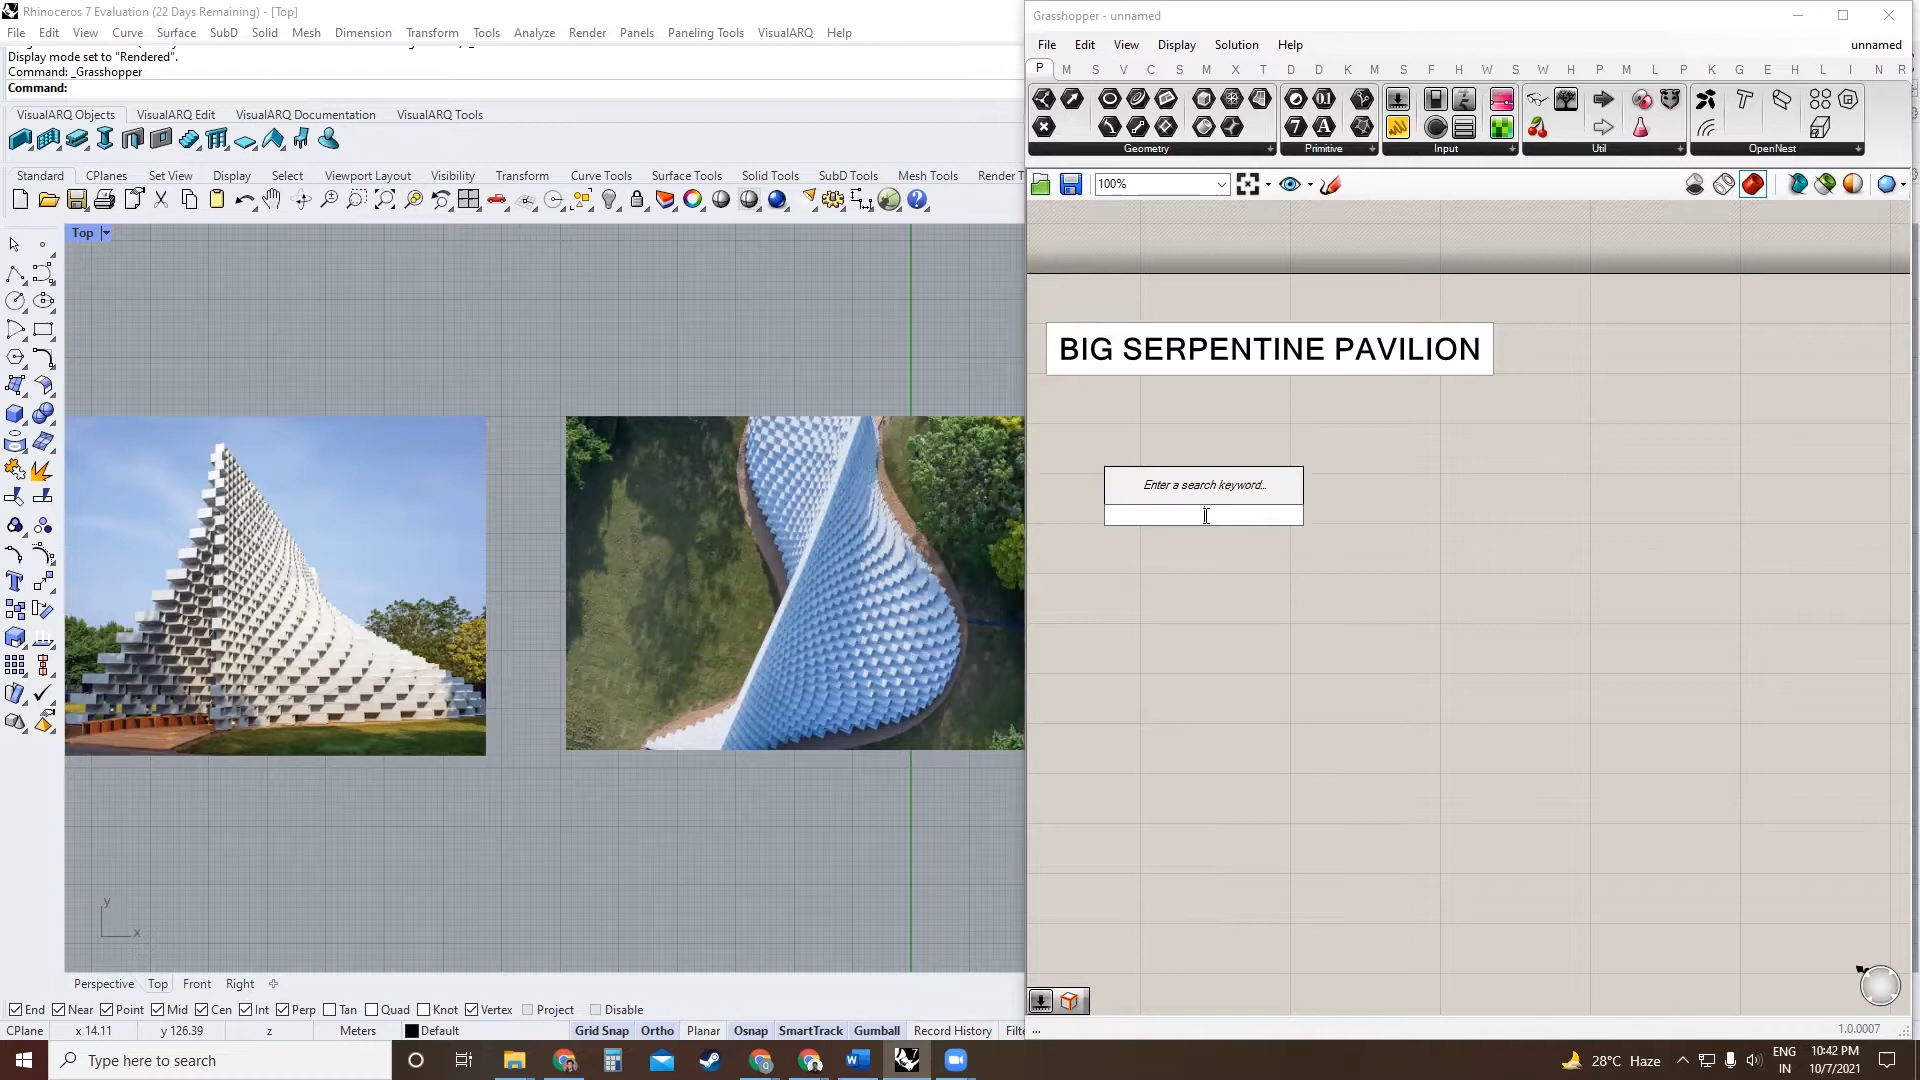 Rhinoceros 7 Evaluation (22 Days Remaining) - [Top]
File Edit View Curve Surface SubD Solid Mesh Dimension Transform Tools Analyze Render Panels Paneling Tools VisualARQ Help
Display mode set to "Rendered".
Command: _Grasshopper
Command:
VisualARQ Objects VisualARQ Edit VisualARQ Documentation VisualARQ Tools
Standard CPlanes Set View Display Select Viewport Layout Visibility Transform Curve Tools Surface Tools Solid Tools SubD Tools Mesh Tools Render T
Top
y
x
Perspective Top Front Right
End Near Point Mid Cen Int Perp Tan Quad Knot Vertex Project Disable
CPlane x 14.11 y 126.39 z Meters Default Grid Snap Ortho Planar Osnap SmartTrack Gumball Record History Filte
Grasshopper - unnamed
File Edit View Display Solution Help unnamed
P M S V C S M X T D D K M S F H W S W H P M L P K G E H L I N R
Geometry Primitive Input Util OpenNest
100%
BIG SERPENTINE PAVILION
Enter a search keyword...
...
1.0.0007
Type here to search
28°C Haze
ENG
IN
10:42 PM
10/7/2021